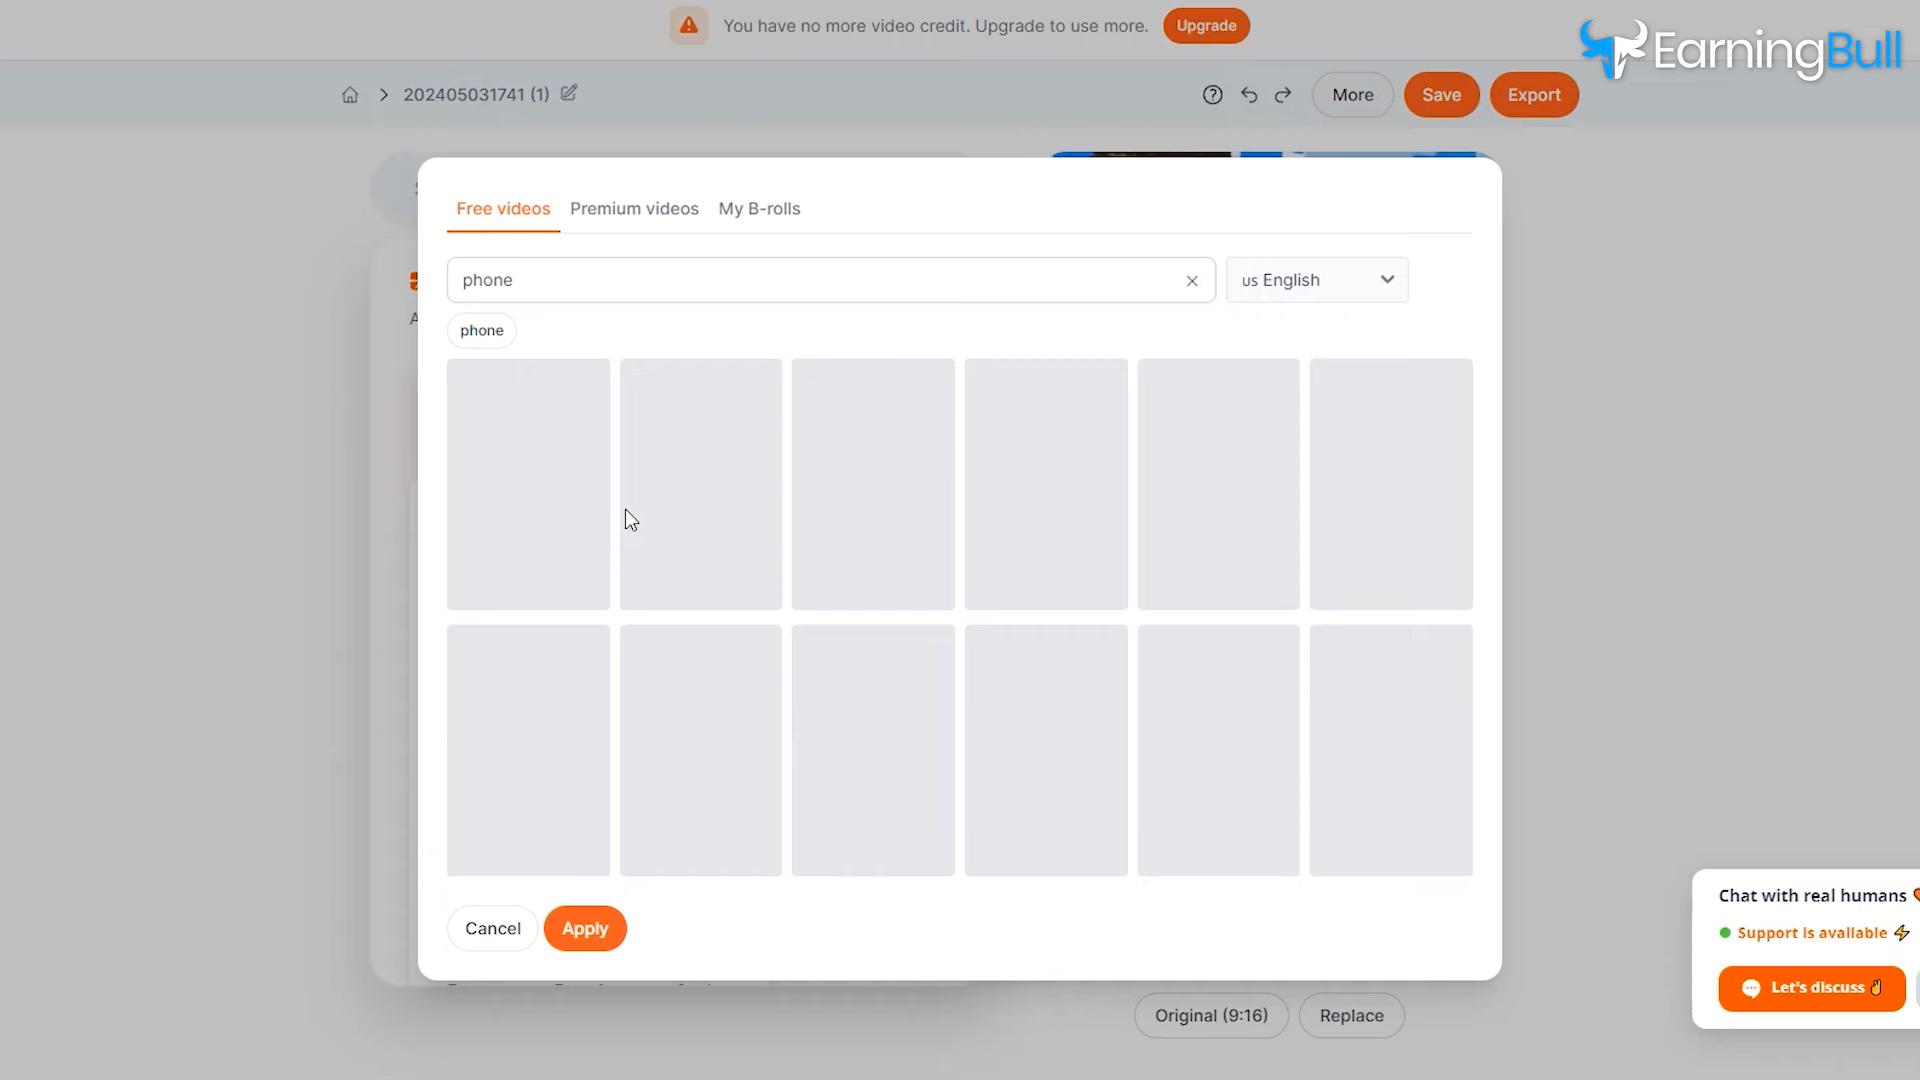 You have no more video credit. Upgrade to use more. Upgrade
EarningBull
202405031741 (1)
More Save Export
Free videos Premium videos My B-rolls
phone
us English
phone
Cancel Apply
Chat with real humans
Support is available
Let's discuss
Original (9:16) Replace